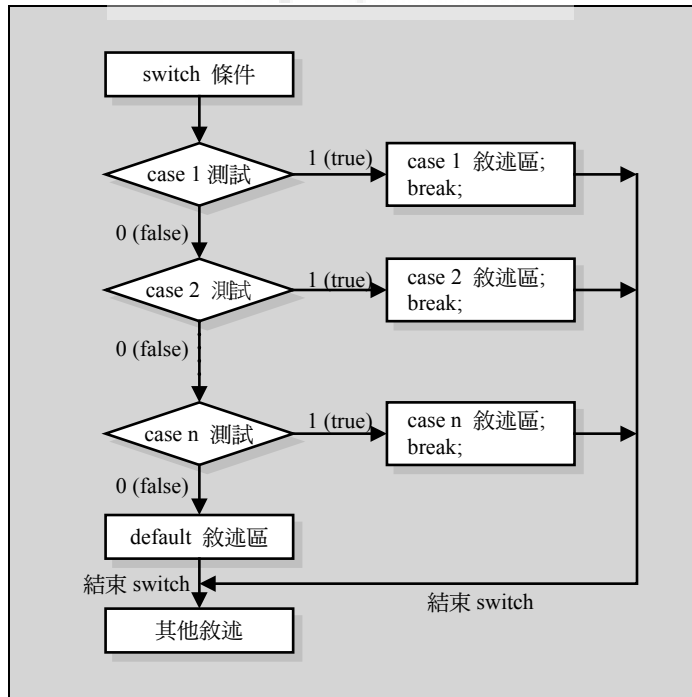 switch 條件
case 1 測試
1 (true)
case 1 敘述區;
break;
0 (false)
case 2 測試
1 (true)
case 2 敘述區;
break;
0 (false)
case n 測試
1 (true)
case n 敘述區;
break;
0 (false)
default 敘述區
結束 switch
結束 switch
其他敘述